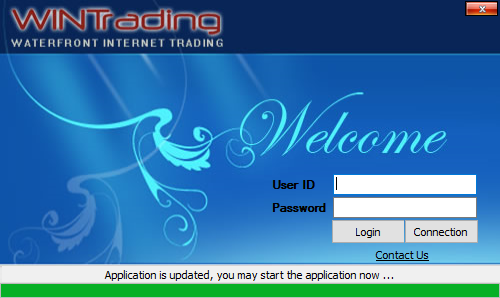 WINTrading
WATERFRONT INTERNET TRADING
x
Welcome
User ID
Password
Login Connection
Contact Us
Application is updated, you may start the application now ...